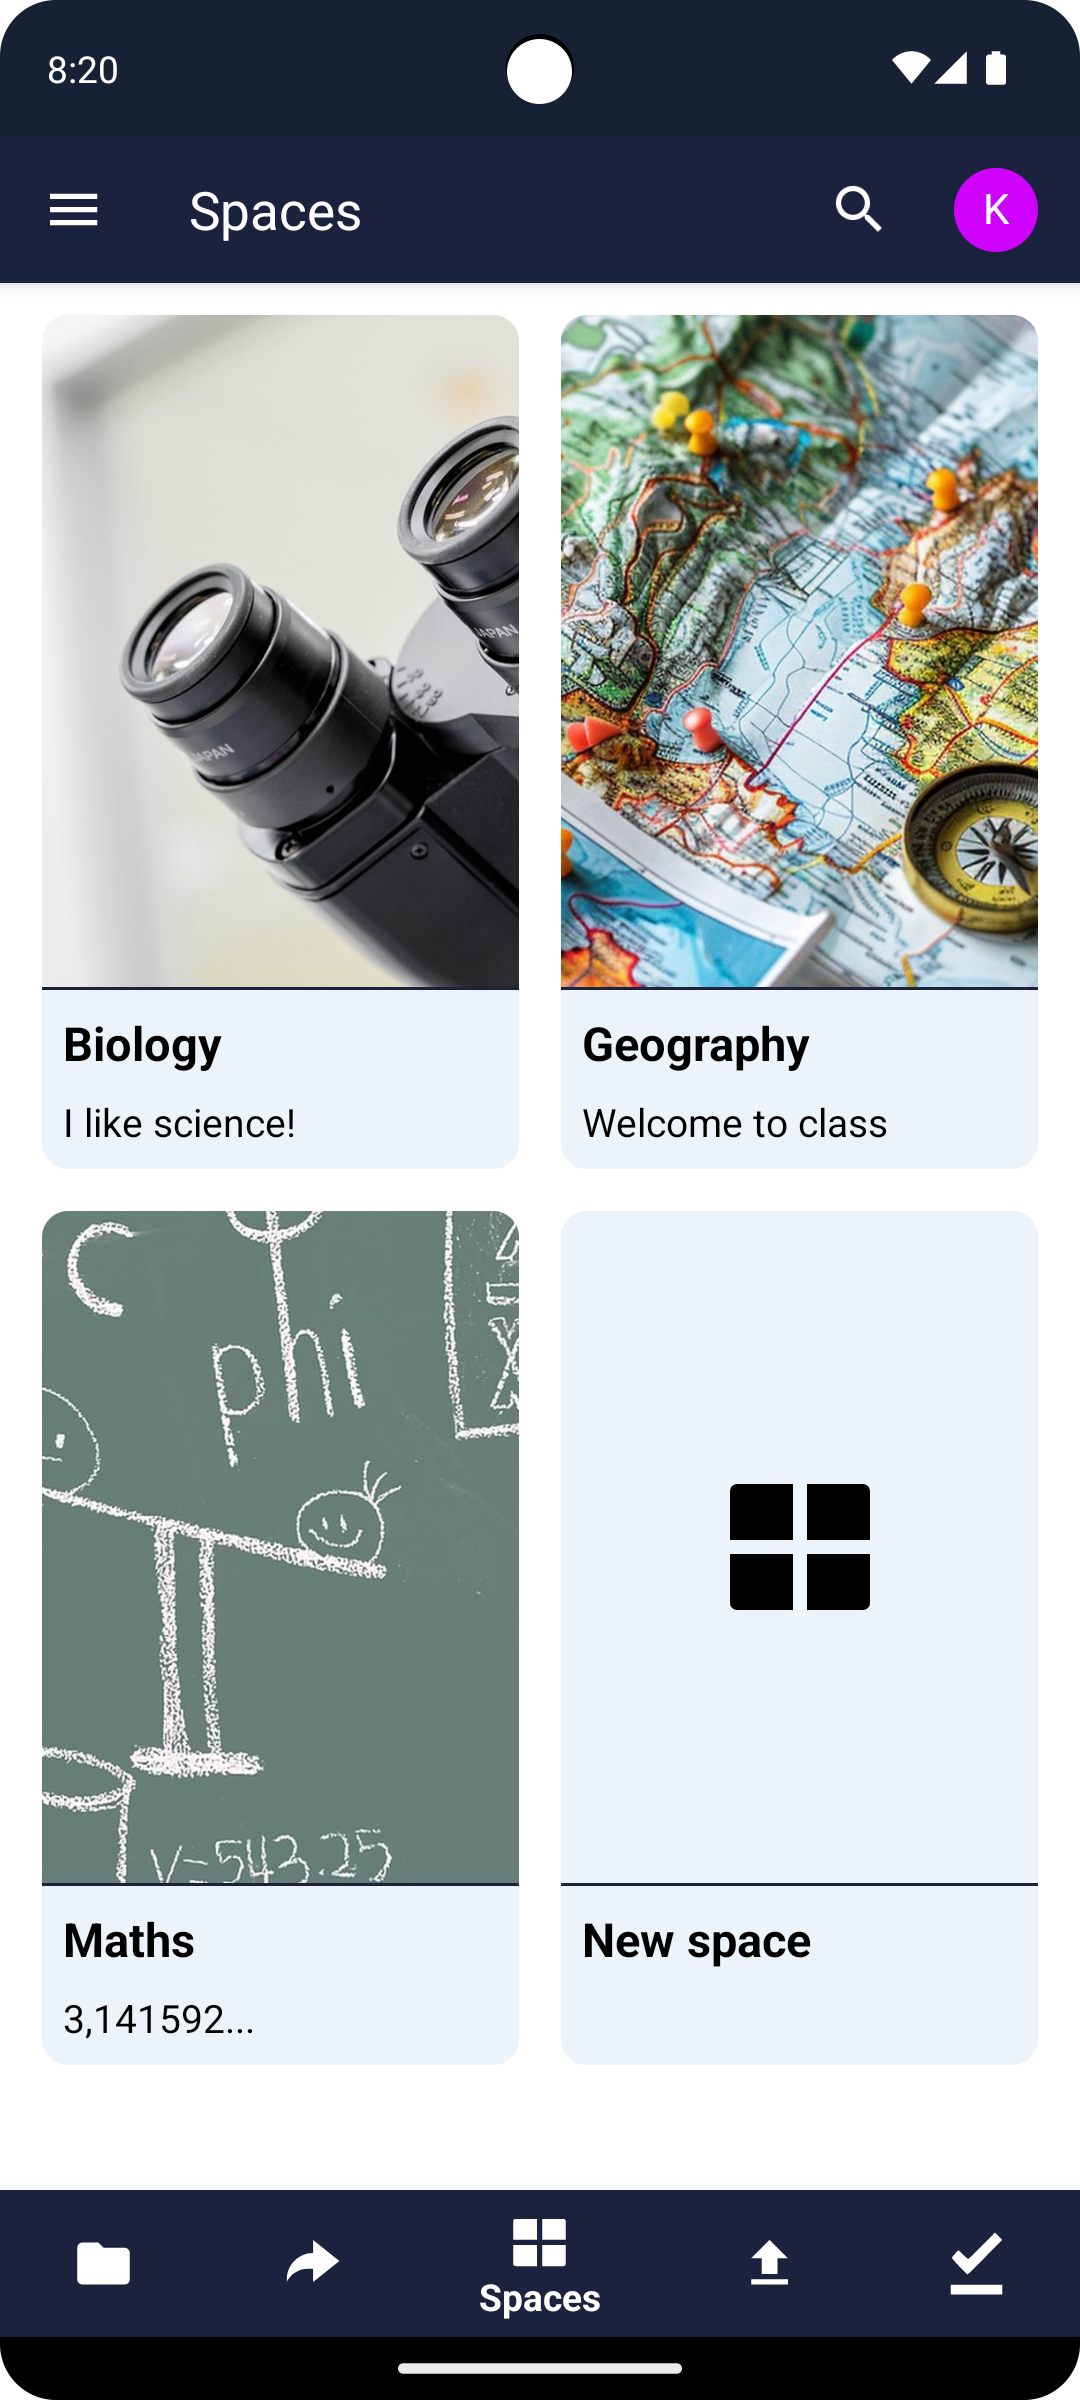 8:20
Spaces
K
JAPAN
JAPAN
Biology
I like science!
Geography
Welcome to class
phi
V=543.25
Maths
3,141592...
New space
Spaces